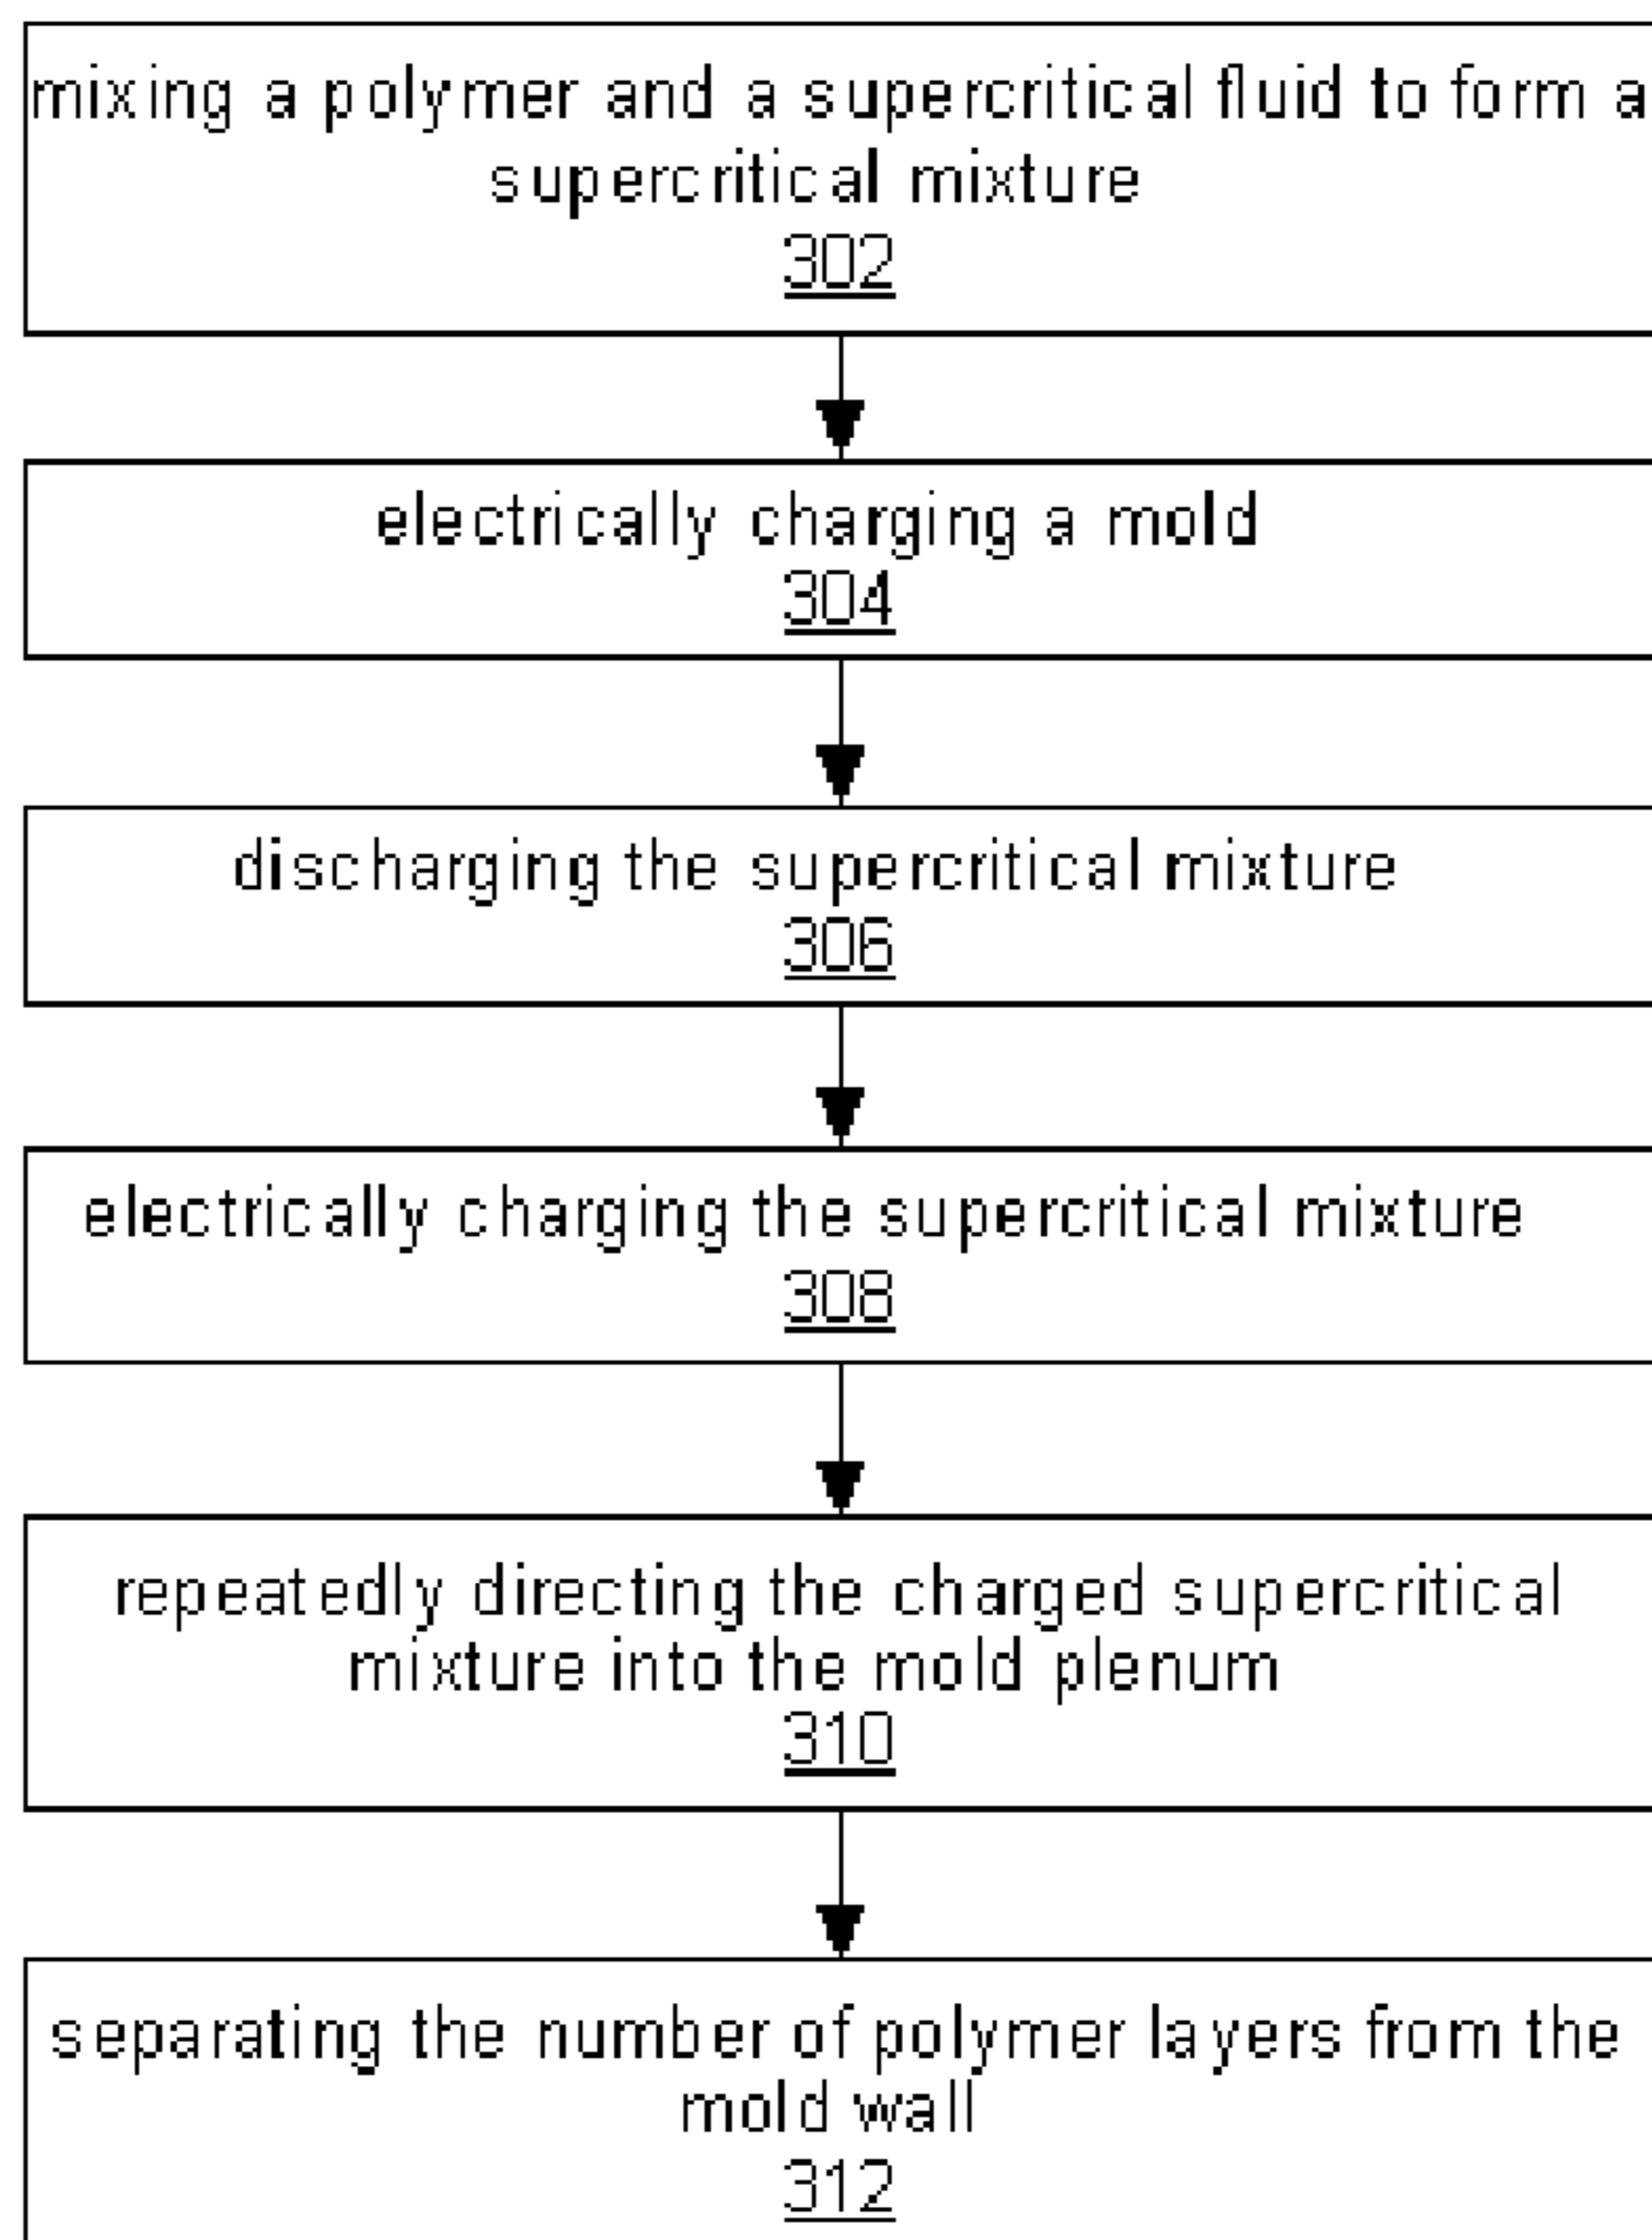 mixing a polymer and a supercritical fluid to form a
supercritical mixture
302
electrically charging a mold
304
discharging the supercritical mixture
306
electrically charging the supercritical mixture
308
repeatedly directing the charged supercritical
mixture into the mold plenum
310
separating the number of polymer layers from the
mold wall
312